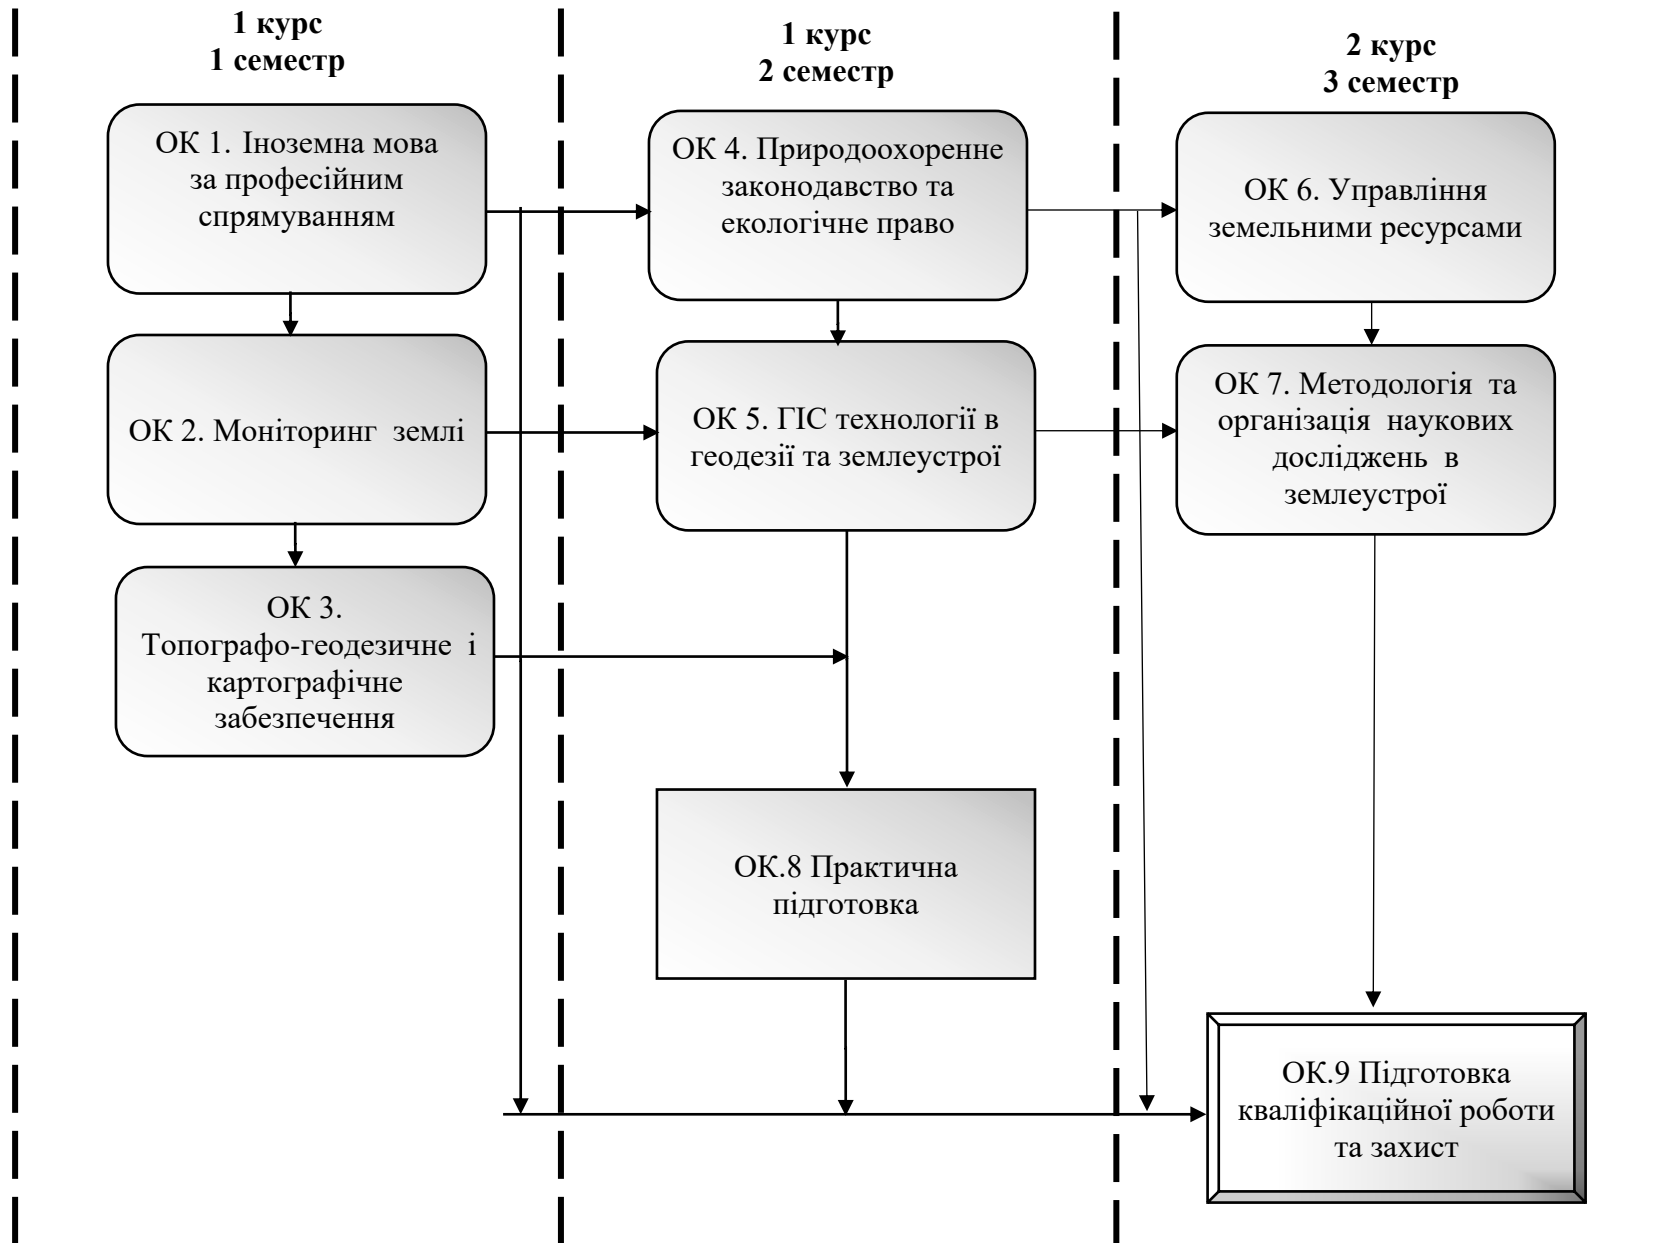 1 курс
1 семестр
1 курс
2 семестр
2 курс
3 семестр
ОК 1. Іноземна мова
за професійним
спрямуванням
ОК 4. Природоохоренне
законодавство та
екологічне право
ОК 6. Управління
земельними ресурсами
ОК 2. Моніторинг землі
ОК 5. ГІС технології в
геодезії та землеустрої
ОК 7. Методологія та
організація наукових
досліджень в
землеустрої
ОК 3.
Топографо-геодезичне і
картографічне
забезпечення
ОК.8 Практична
підготовка
ОК.9 Підготовка
кваліфікаційної роботи
та захист